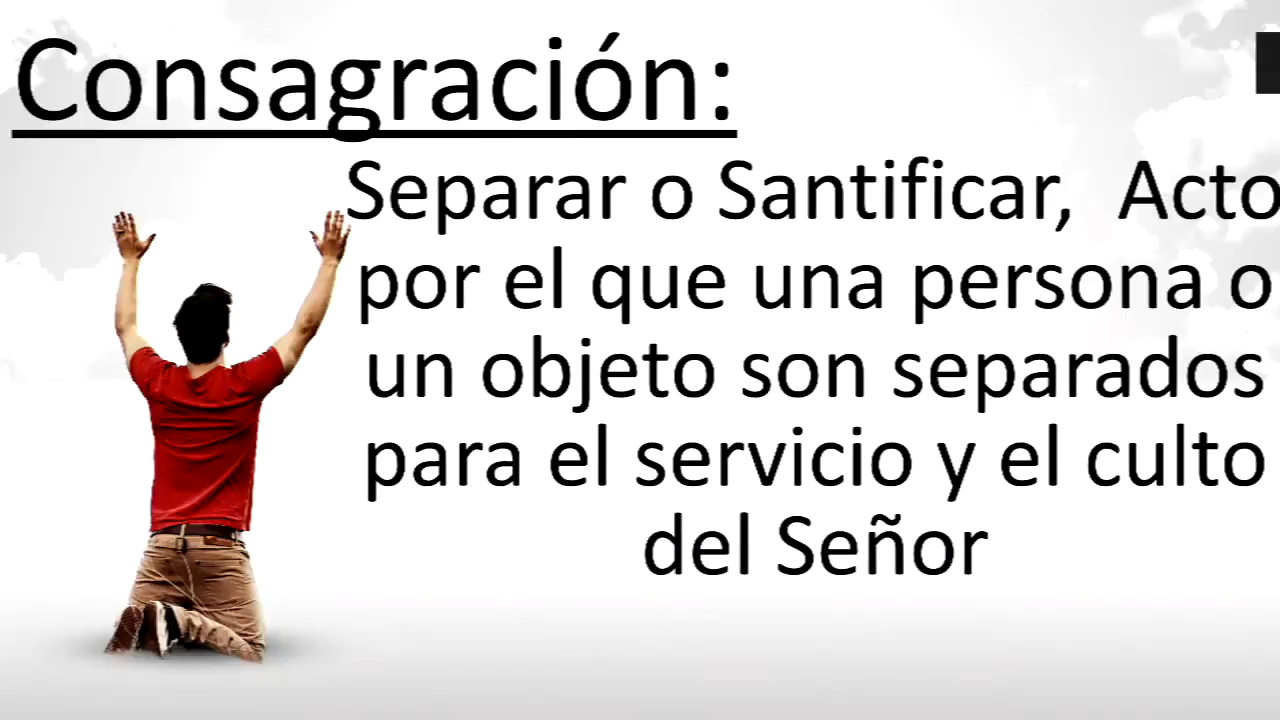 Consagración:
Separar o Santificar, Acto
por el que una persona o
un objeto son separados
para el servicio y el culto
del Señor